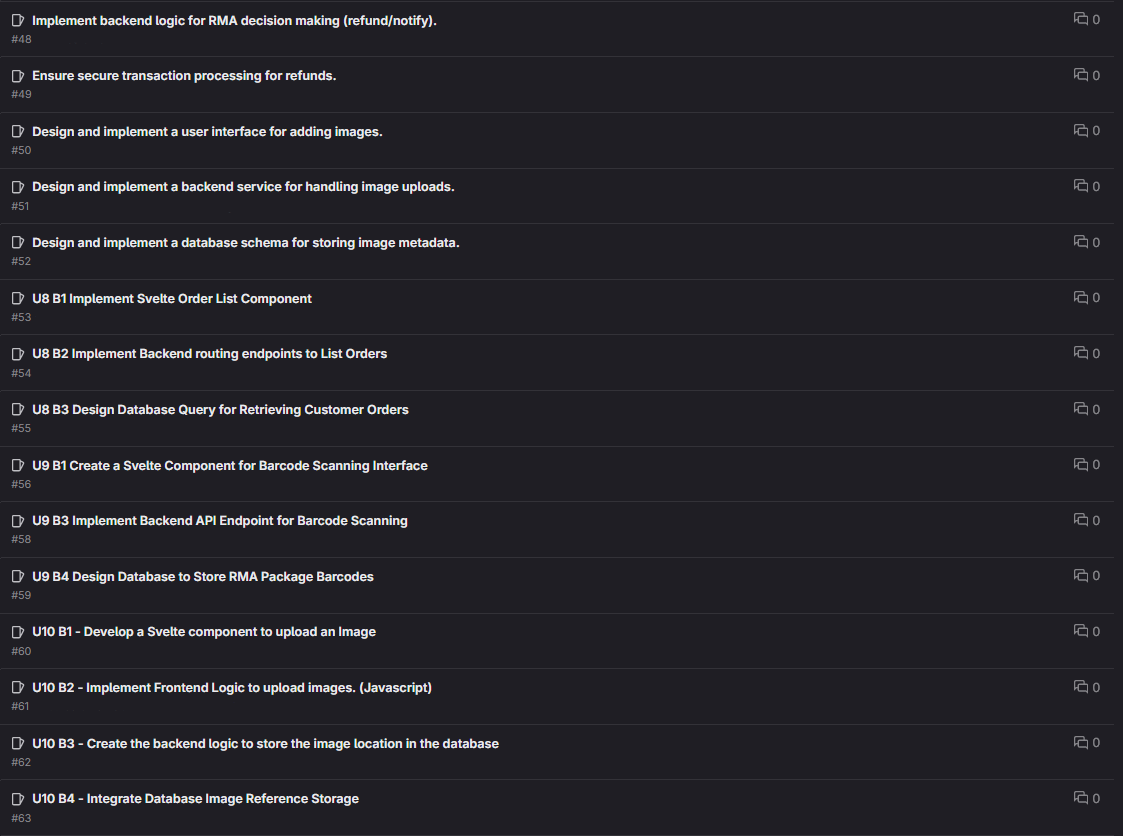 Implement backend logic for RMA decision making (refund/notify).
0
#48
Ensure secure transaction processing for refunds.
0
#49
Design and implement a user interface for adding images.
0
#50
Design and implement a backend service for handling image uploads.
0
#51
Design and implement a database schema for storing image metadata.
0
#52
U8 B1 Implement Svelte Order List Component
0
#53
U8 B2 Implement Backend routing endpoints to List Orders
0
#54
U8 B3 Design Database Query for Retrieving Customer Orders
0
#55
U9 B1 Create a Svelte Component for Barcode Scanning Interface
0
#56
U9 B3 Implement Backend API Endpoint for Barcode Scanning
0
#58
U9 B4 Design Database to Store RMA Package Barcodes
0
#59
U10 B1 - Develop a Svelte component to upload an Image
0
#60
U10 B2 - Implement Frontend Logic to upload images. (Javascript)
0
#61
U10 B3 - Create the backend logic to store the image location in the database
0
#62
U10 B4 - Integrate Database Image Reference Storage
0
#63